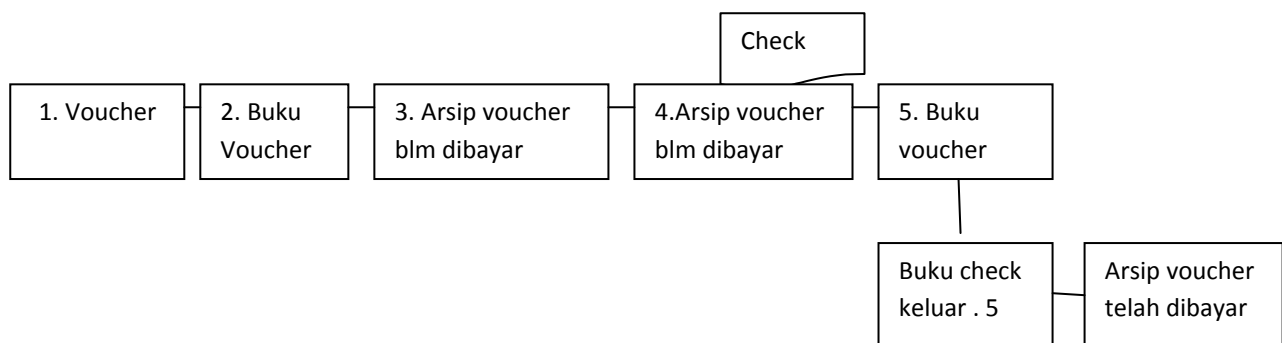 Check
1. Voucher
2. Buku
Voucher
3. Arsip voucher
blm dibayar
4.Arsip voucher
blm dibayar
5. Buku
voucher
Buku check
keluar . 5
Arsip voucher
telah dibayar